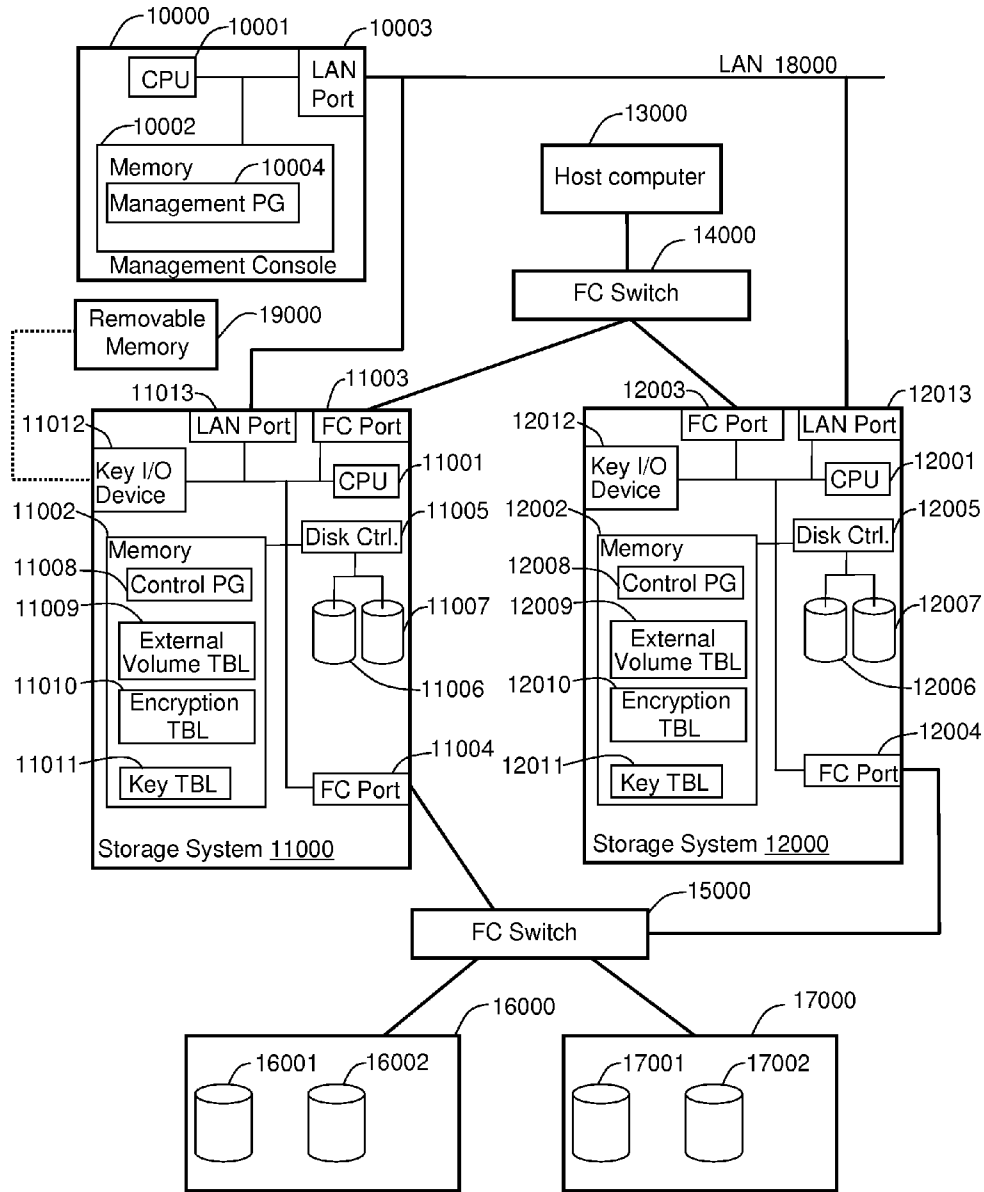 10000
10001
10003
CPU
LAN
Port
LAN 18000
10002
Memory
10004
Management PG
Management Console
13000
Host computer
14000
FC Switch
Removable
Memory
19000
11013
11003
12003
12013
11012
LAN Port
FC Port
12012
FC Port
LAN Port
Key I/O
Device
CPU
11001
Key I/O
Device
CPU
12001
11002
Disk Ctrl.
11005
12002
Disk Ctrl.
12005
Memory
11008
Control PG
Memory
12008
Control PG
11009
External
Volume TBL
11007
12009
External
Volume TBL
12007
11010
Encryption
TBL
11006
12010
Encryption
TBL
12006
11011
Key TBL
11004
FC Port
12011
Key TBL
12004
FC Port
Storage System 11000
Storage System 12000
15000
FC Switch
16000
17000
16001
16002
17001
17002